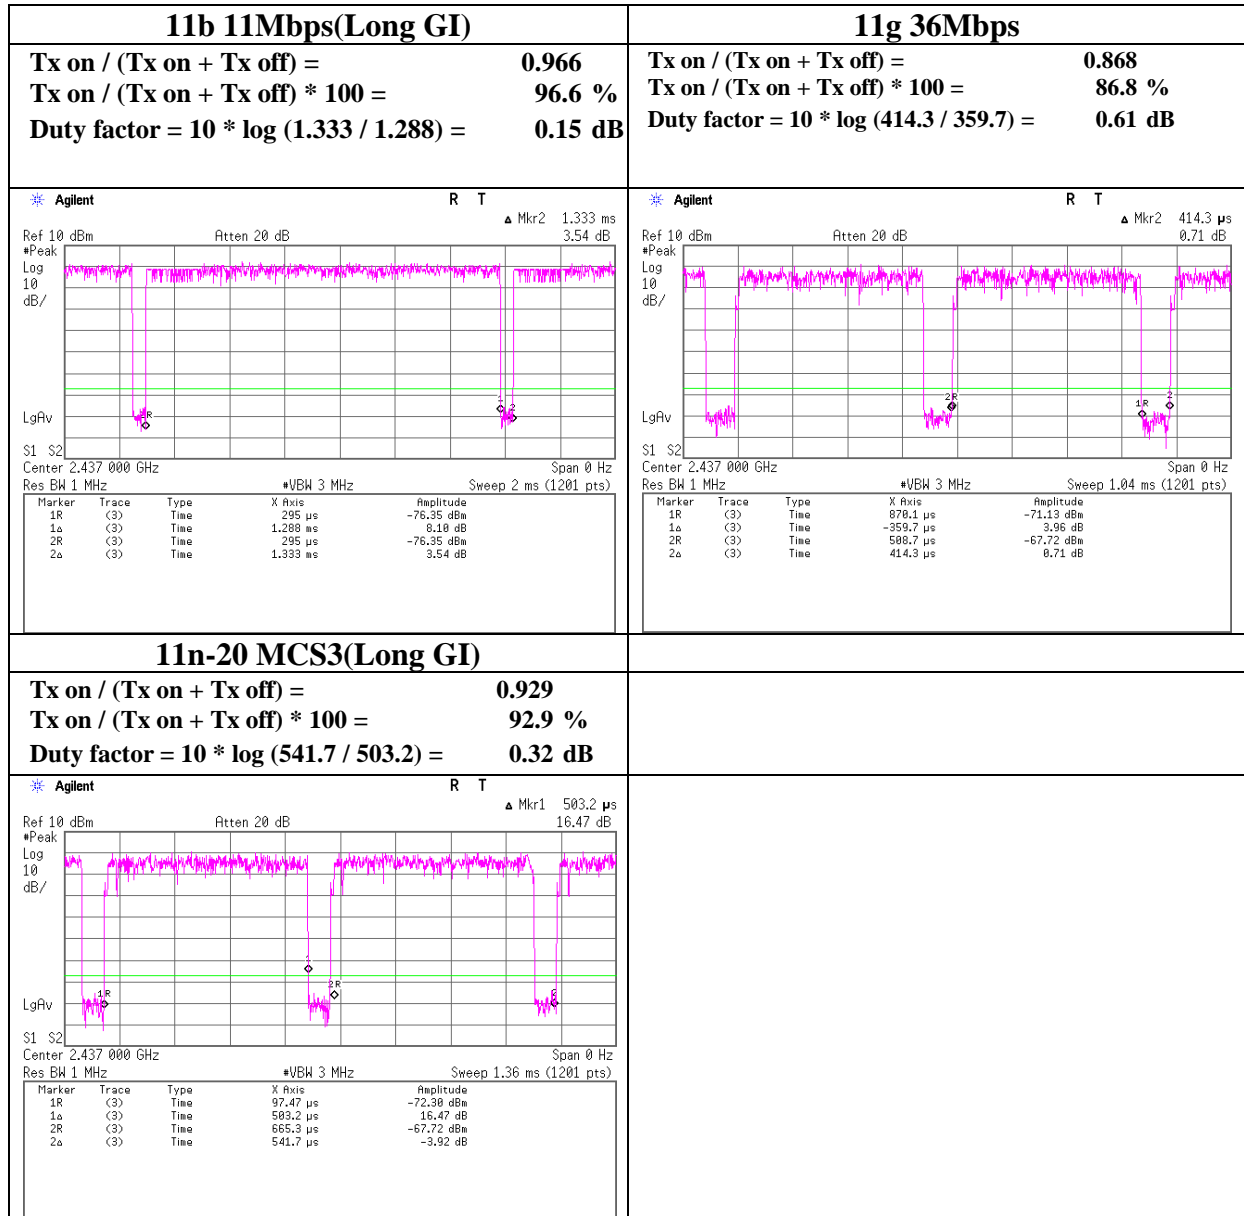 11b 11Mbps(Long GI)
Tx on / (Tx on + Tx off) = 0.966
Tx on / (Tx on + Tx off) * 100 = 96.6 %
Duty factor = 10 * log (1.333 / 1.288) = 0.15 dB
Agilent R T
Δ Mkr2 1.333 ms
Ref 10 dBm Atten 20 dB 3.54 dB
#Peak
Log
10
dB/
1R
1
2
LgAv
S1 S2
Center 2.437 000 GHz Span 0 Hz
Res BW 1 MHz #VBW 3 MHz Sweep 2 ms (1201 pts)
Marker Trace Type X Axis Amplitude
1R (3) Time 295 µs -76.35 dBm
1Δ (3) Time 1.288 ms 8.10 dB
2R (3) Time 295 µs -76.35 dBm
2Δ (3) Time 1.333 ms 3.54 dB
11g 36Mbps
Tx on / (Tx on + Tx off) = 0.868
Tx on / (Tx on + Tx off) * 100 = 86.8 %
Duty factor = 10 * log (414.3 / 359.7) = 0.61 dB
Agilent R T
Δ Mkr2 414.3 µs
Ref 10 dBm Atten 20 dB 0.71 dB
#Peak
Log
10
dB/
2R
1R
2
LgAv
S1 S2
Center 2.437 000 GHz Span 0 Hz
Res BW 1 MHz #VBW 3 MHz Sweep 1.04 ms (1201 pts)
Marker Trace Type X Axis Amplitude
1R (3) Time 870.1 µs -71.13 dBm
1Δ (3) Time -359.7 µs 3.96 dB
2R (3) Time 508.7 µs -67.72 dBm
2Δ (3) Time 414.3 µs 0.71 dB
11n-20 MCS3(Long GI)
Tx on / (Tx on + Tx off) = 0.929
Tx on / (Tx on + Tx off) * 100 = 92.9 %
Duty factor = 10 * log (541.7 / 503.2) = 0.32 dB
Agilent R T
Δ Mkr1 503.2 µs
Ref 10 dBm Atten 20 dB 16.47 dB
#Peak
Log
10
dB/
1
1R
2R
2
LgAv
S1 S2
Center 2.437 000 GHz Span 0 Hz
Res BW 1 MHz #VBW 3 MHz Sweep 1.36 ms (1201 pts)
Marker Trace Type X Axis Amplitude
1R (3) Time 97.47 µs -72.30 dBm
1Δ (3) Time 503.2 µs 16.47 dB
2R (3) Time 665.3 µs -67.72 dBm
2Δ (3) Time 541.7 µs -3.92 dB